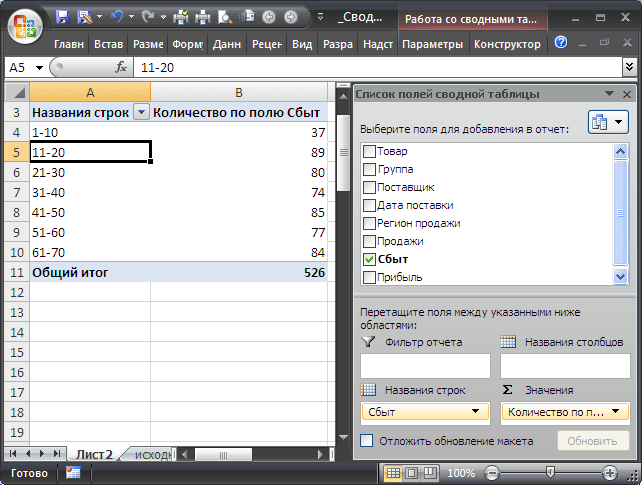 _Свод... Работа со сводными та...
Главн Встав Разме Форму Данн Рецен Вид Разра Надст Параметры Конструктор
A5 fx 11-20
A B
3 Названия строк Количество по полю Сбыт
4 1-10 37
5 11-20 89
6 21-30 80
7 31-40 74
8 41-50 85
9 51-60 77
10 61-70 84
11 Общий итог 526
12
13
14
15
16
17
18
19
Лист2 исходн
Список полей сводной таблицы
Выберите поля для добавления в отчет:
Товар
Группа
Поставщик
Дата поставки
Регион продажи
Продажи
Сбыт
Прибыль
Перетащите поля между указанными ниже
областями:
Фильтр отчета Названия столбцов
Названия строк Σ Значения
Сбыт Количество по п...
Отложить обновление макета Обновить
Готово 100%